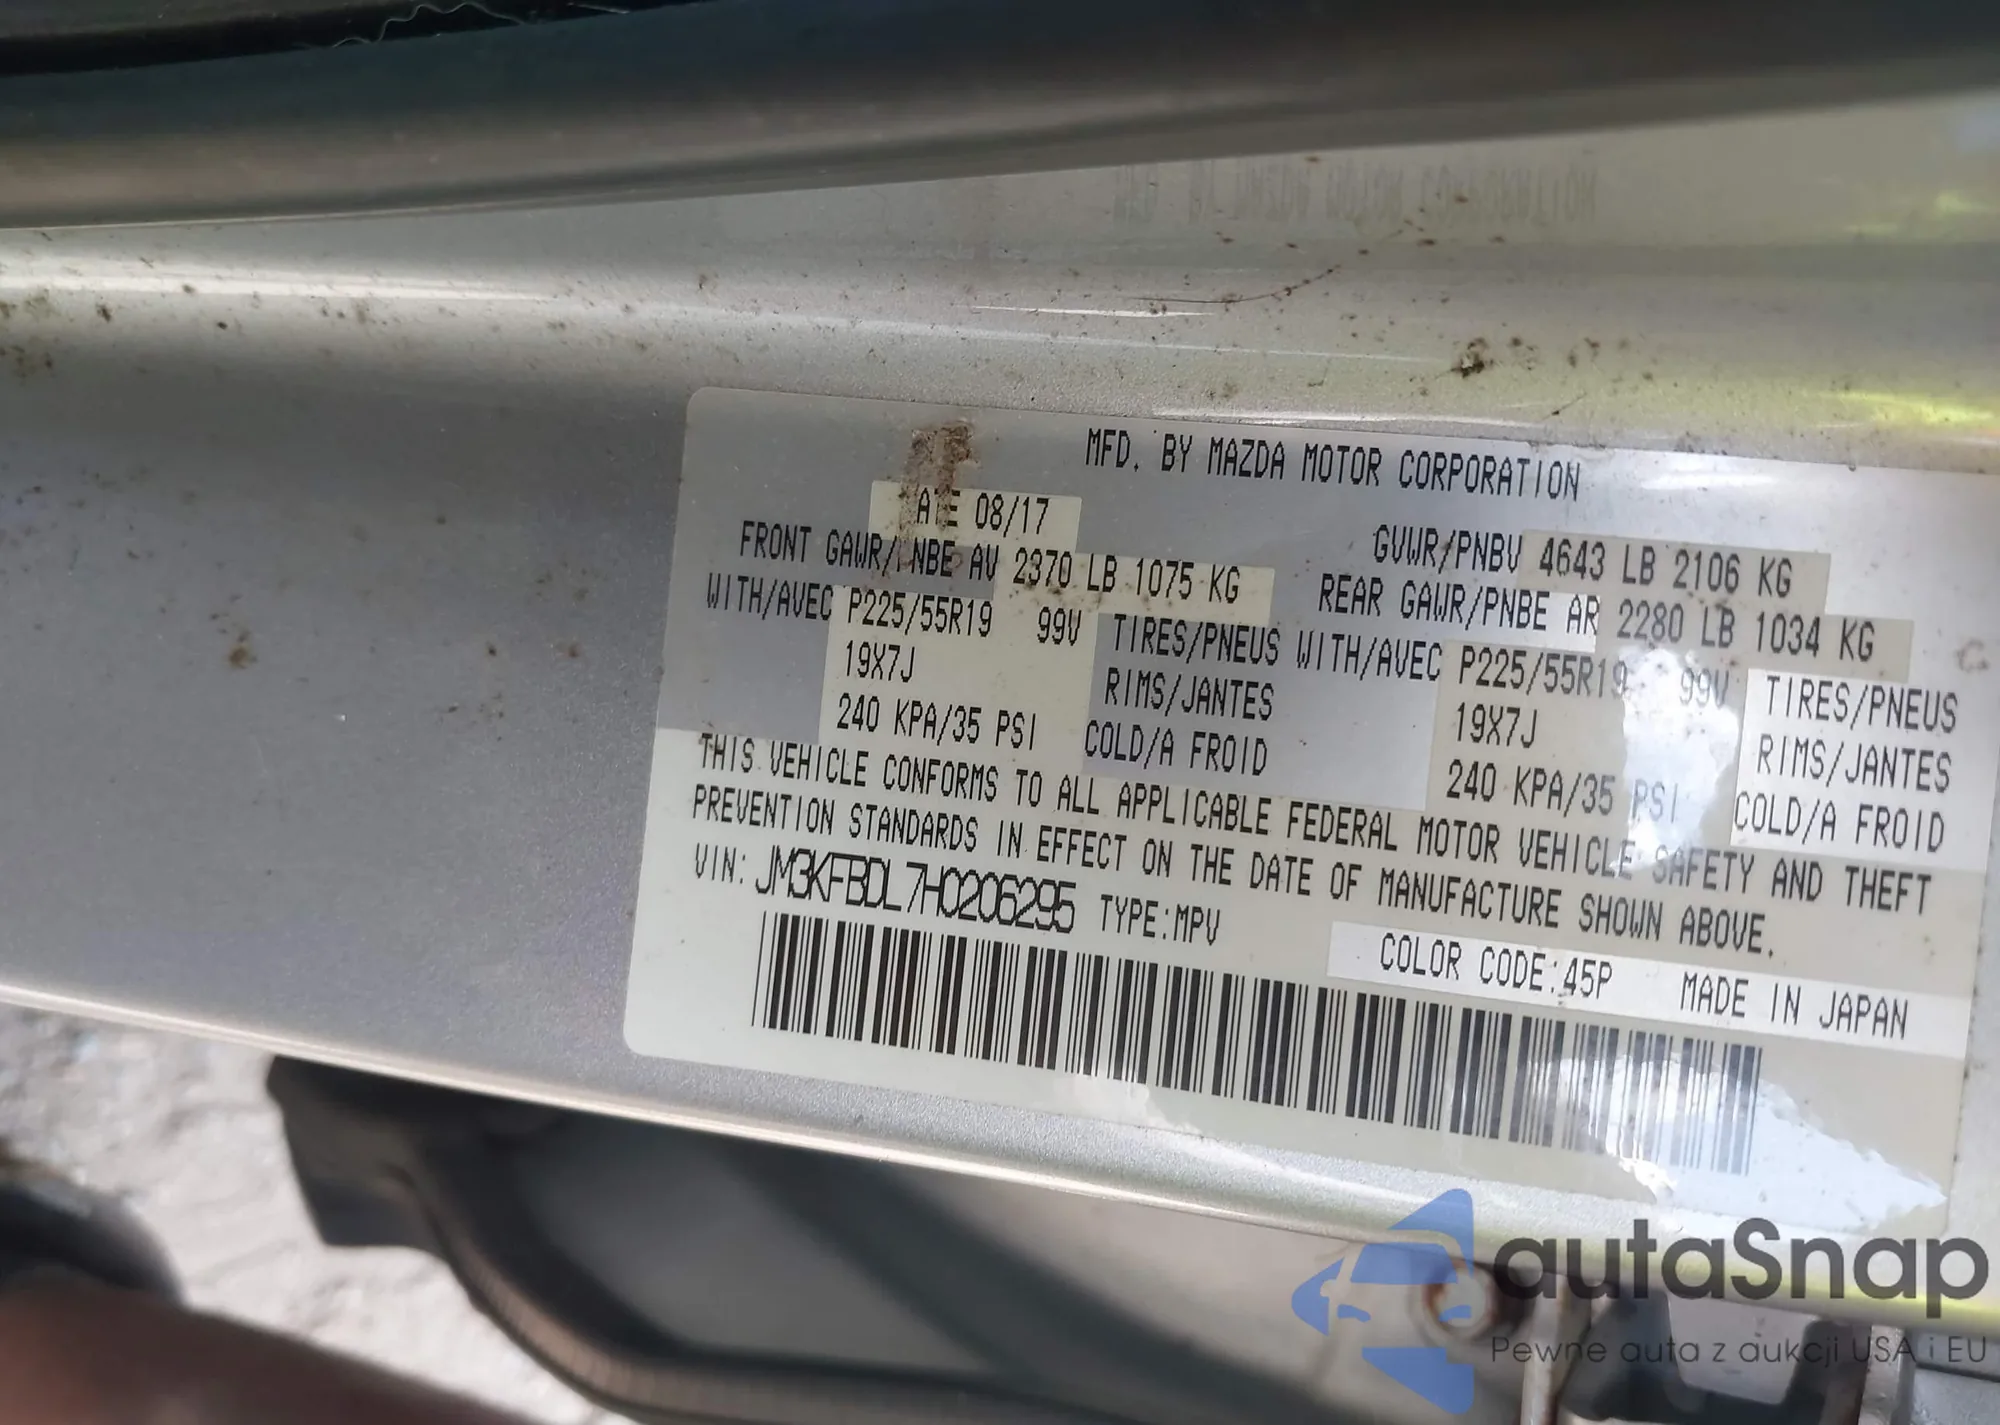 MFD. BY MAZDA MOTOR CORPORATION
ATE 08/17
GVWR/PNBV 4643 LB 2106 KG
FRONT GAWR/PNBE AV 2370 LB 1075 KG
REAR GAWR/PNBE AR 2280 LB 1034 KG
WITH/AVEC P225/55R19 99V TIRES/PNEUS WITH/AVEC P225/55R19 99V TIRES/PNEUS
19X7J RIMS/JANTES 19X7J RIMS/JANTES
240 KPA/35 PSI COLD/A FROID 240 KPA/35 PSI COLD/A FROID
THIS VEHICLE CONFORMS TO ALL APPLICABLE FEDERAL MOTOR VEHICLE SAFETY AND THEFT
PREVENTION STANDARDS IN EFFECT ON THE DATE OF MANUFACTURE SHOWN ABOVE.
VIN: JM3KFBDL7H0206295 TYPE:MPV
COLOR CODE:45P MADE IN JAPAN
autaSnap
Pewne auta z aukcji USA i EU